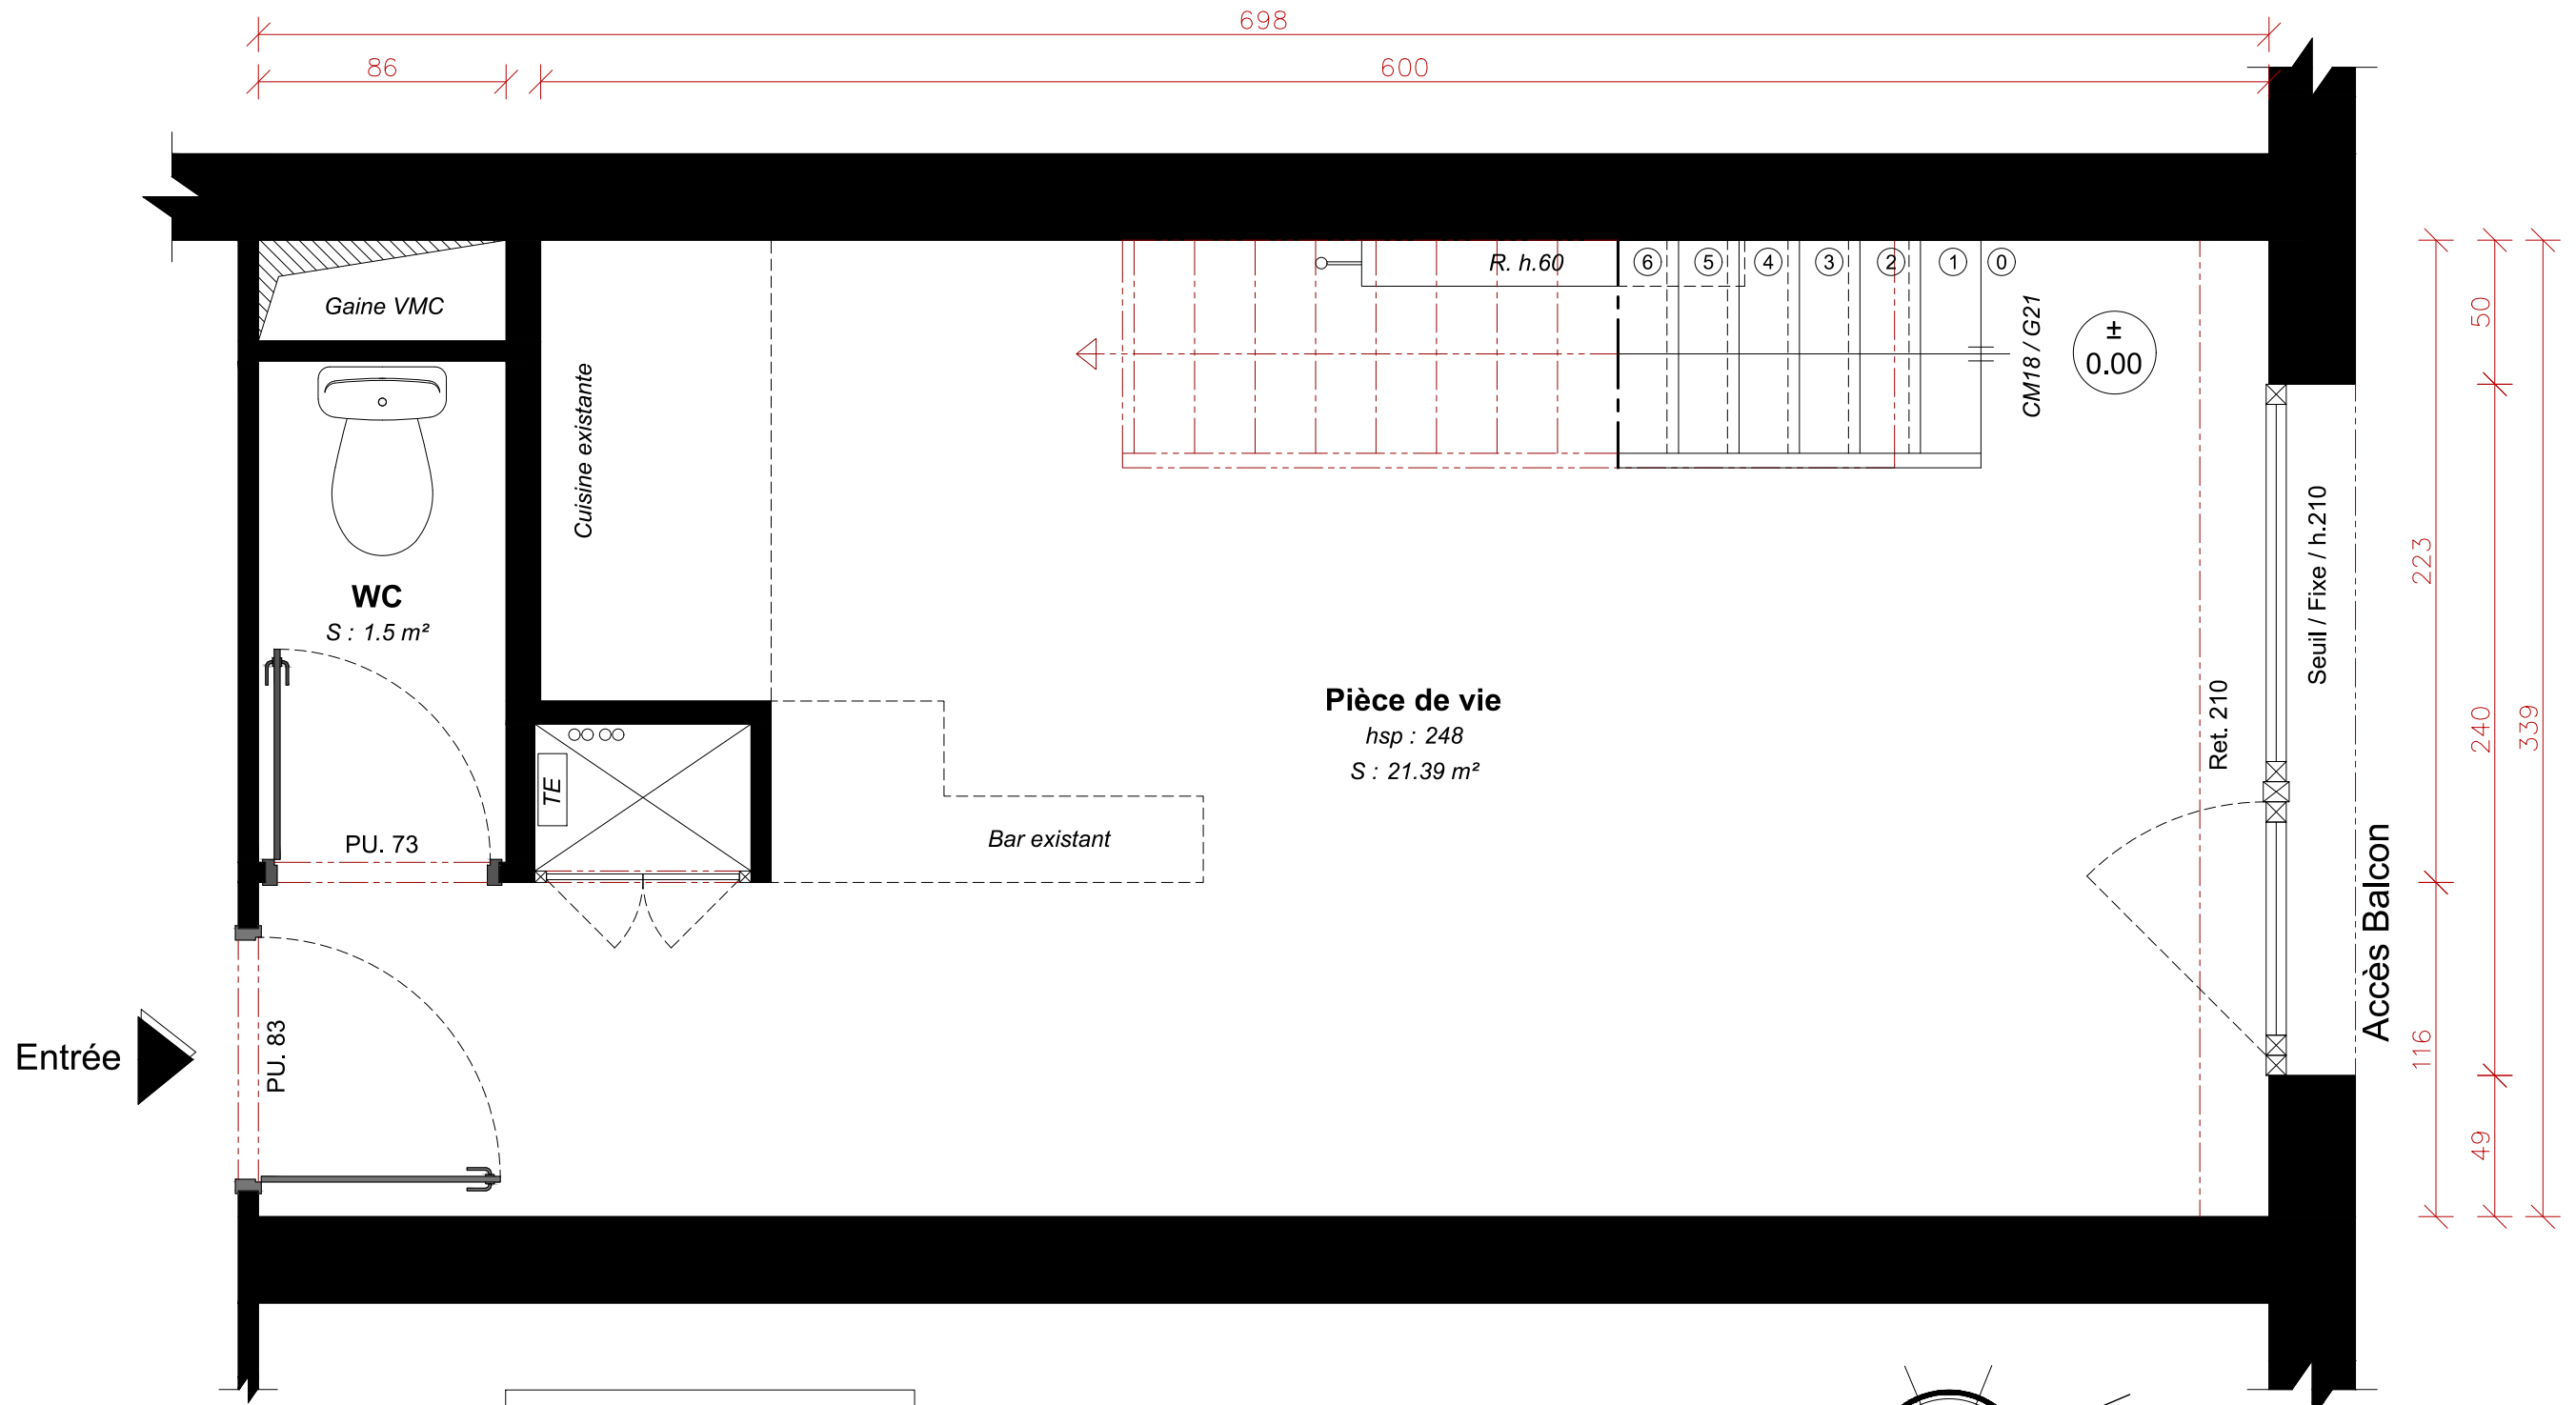 698
86
600
R. h.60
6
5
4
3
2
1
0
Gaine VMC
CM18 / G21
±
0.00
50
Cuisine existante
WC
S : 1.5 m²
Seuil / Fixe / h.210
223
Pièce de vie
hsp : 248
S : 21.39 m²
Ret. 210
240
339
TE
PU. 73
Bar existant
Accès Balcon
Entrée
PU. 83
116
49